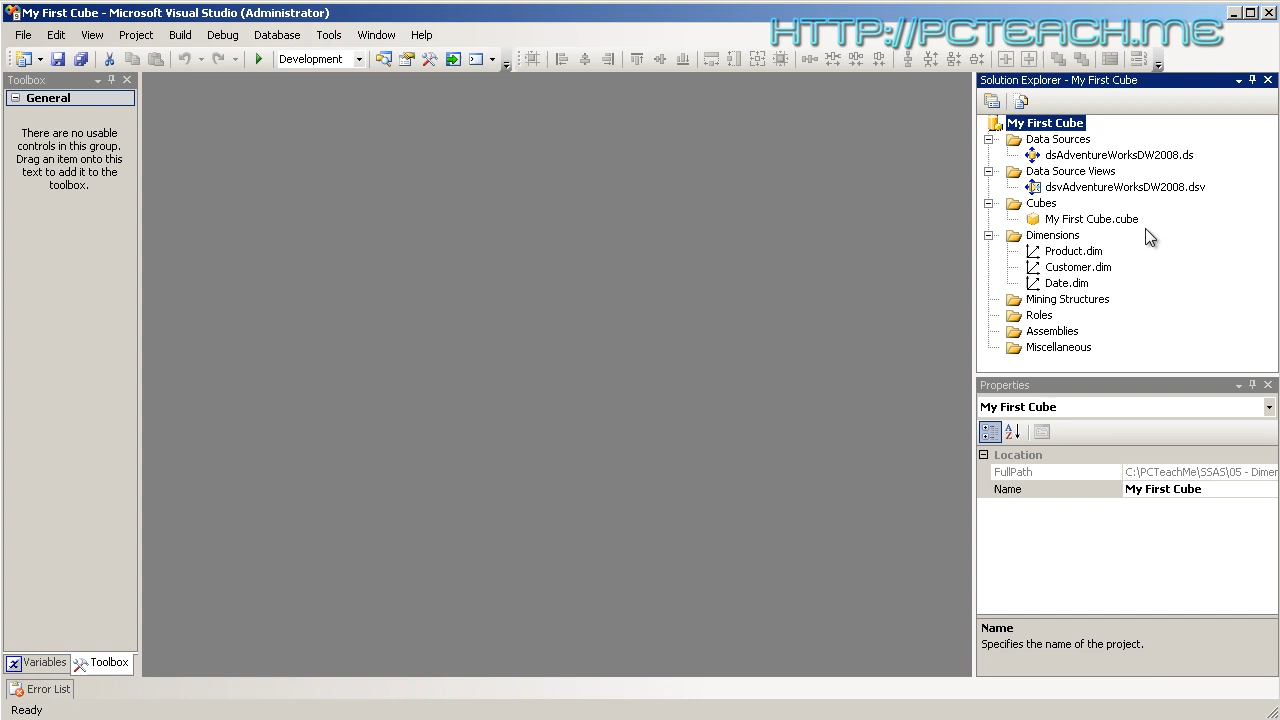 My First Cube - Microsoft Visual Studio (Administrator)
HTTP://PCTEACH.ME
File Edit View Project Build Debug Database Tools Window Help
Development
Toolbox
General
There are no usable
controls in this group.
Drag an item onto this
text to add it to the
toolbox.
Variables
Toolbox
Error List
Ready
Solution Explorer - My First Cube
My First Cube
Data Sources
dsAdventureWorksDW2008.ds
Data Source Views
dsvAdventureWorksDW2008.dsv
Cubes
My First Cube.cube
Dimensions
Product.dim
Customer.dim
Date.dim
Mining Structures
Roles
Assemblies
Miscellaneous
Properties
My First Cube
Location
FullPath C:\PCTeachMe\SSAS\05 - Dimer
Name My First Cube
Name
Specifies the name of the project.